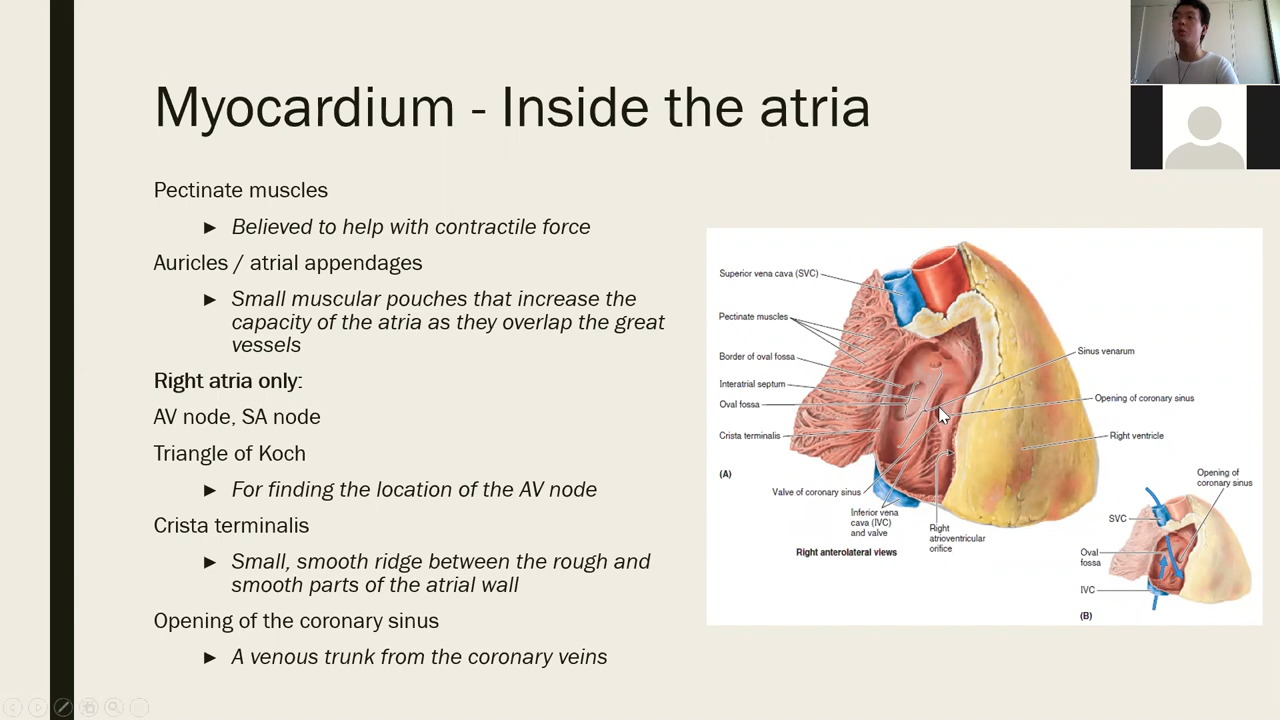 Myocardium - Inside the atria
Pectinate muscles
► Believed to help with contractile force
Auricles / atrial appendages
► Small muscular pouches that increase the
capacity of the atria as they overlap the great
vessels
Right atria only:
AV node, SA node
Triangle of Koch
► For finding the location of the AV node
Crista terminalis
► Small, smooth ridge between the rough and
smooth parts of the atrial wall
Opening of the coronary sinus
► A venous trunk from the coronary veins
Superior vena cava (SVC)
Pectinate muscles
Border of oval fossa
Interatrial septum
Oval fossa
Crista terminalis
(A)
Valve of coronary sinus
Inferior vena
cava (IVC)
and valve
Right
atrioventricular
orifice
Right anterolateral views
Sinus venarum
Opening of coronary sinus
Right ventricle
Opening of
coronary sinus
SVC
Oval
fossa
IVC
(B)